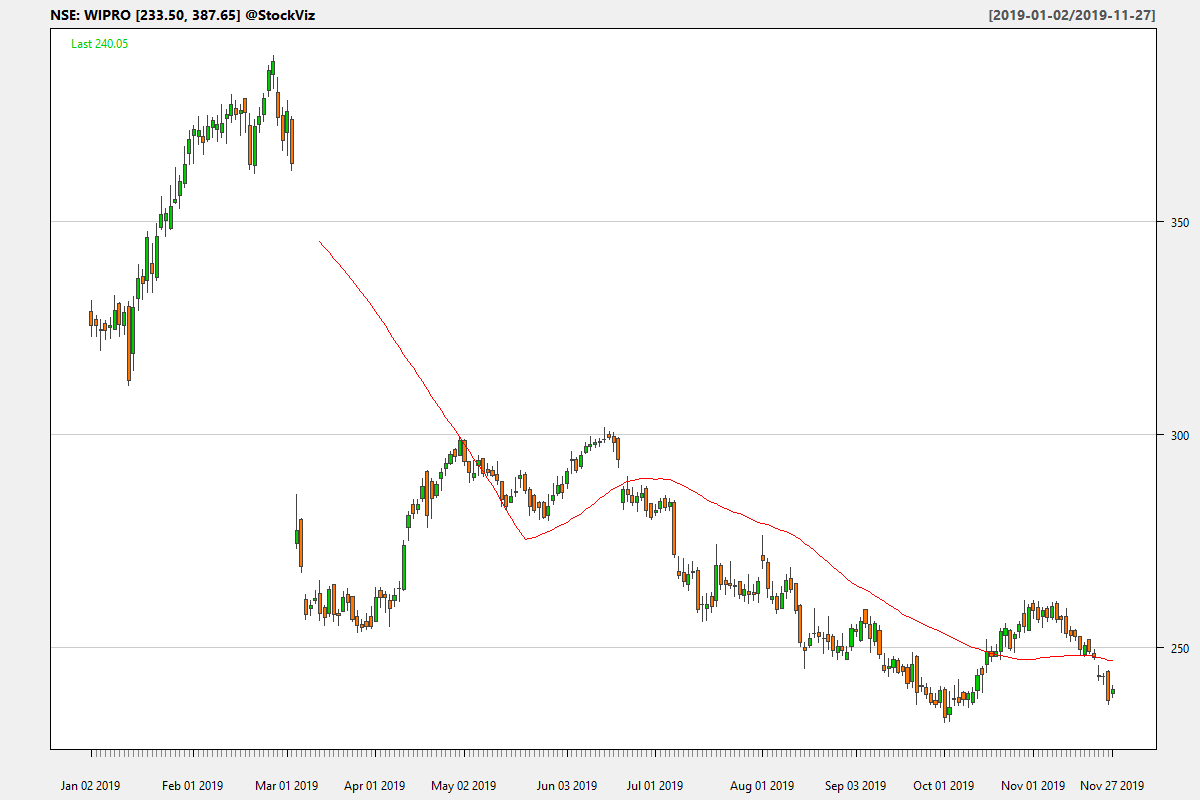 NSE: WIPRO [233.50, 387.65] @StockViz [2019-01-02/2019-11-27]
Last 240.05
350
300
250
Jan 02 2019 Feb 01 2019 Mar 01 2019 Apr 01 2019 May 02 2019 Jun 03 2019 Jul 01 2019 Aug 01 2019 Sep 03 2019 Oct 01 2019 Nov 01 2019 Nov 27 2019